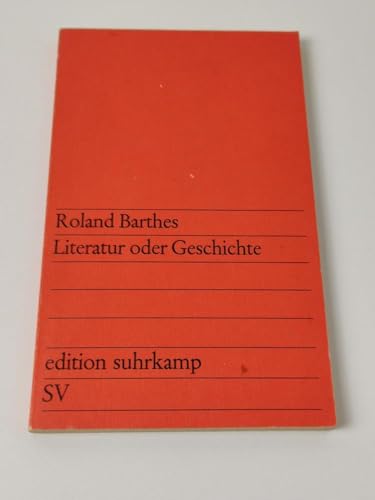 Roland Barthes
Literatur oder Geschichte
edition suhrkamp
SV